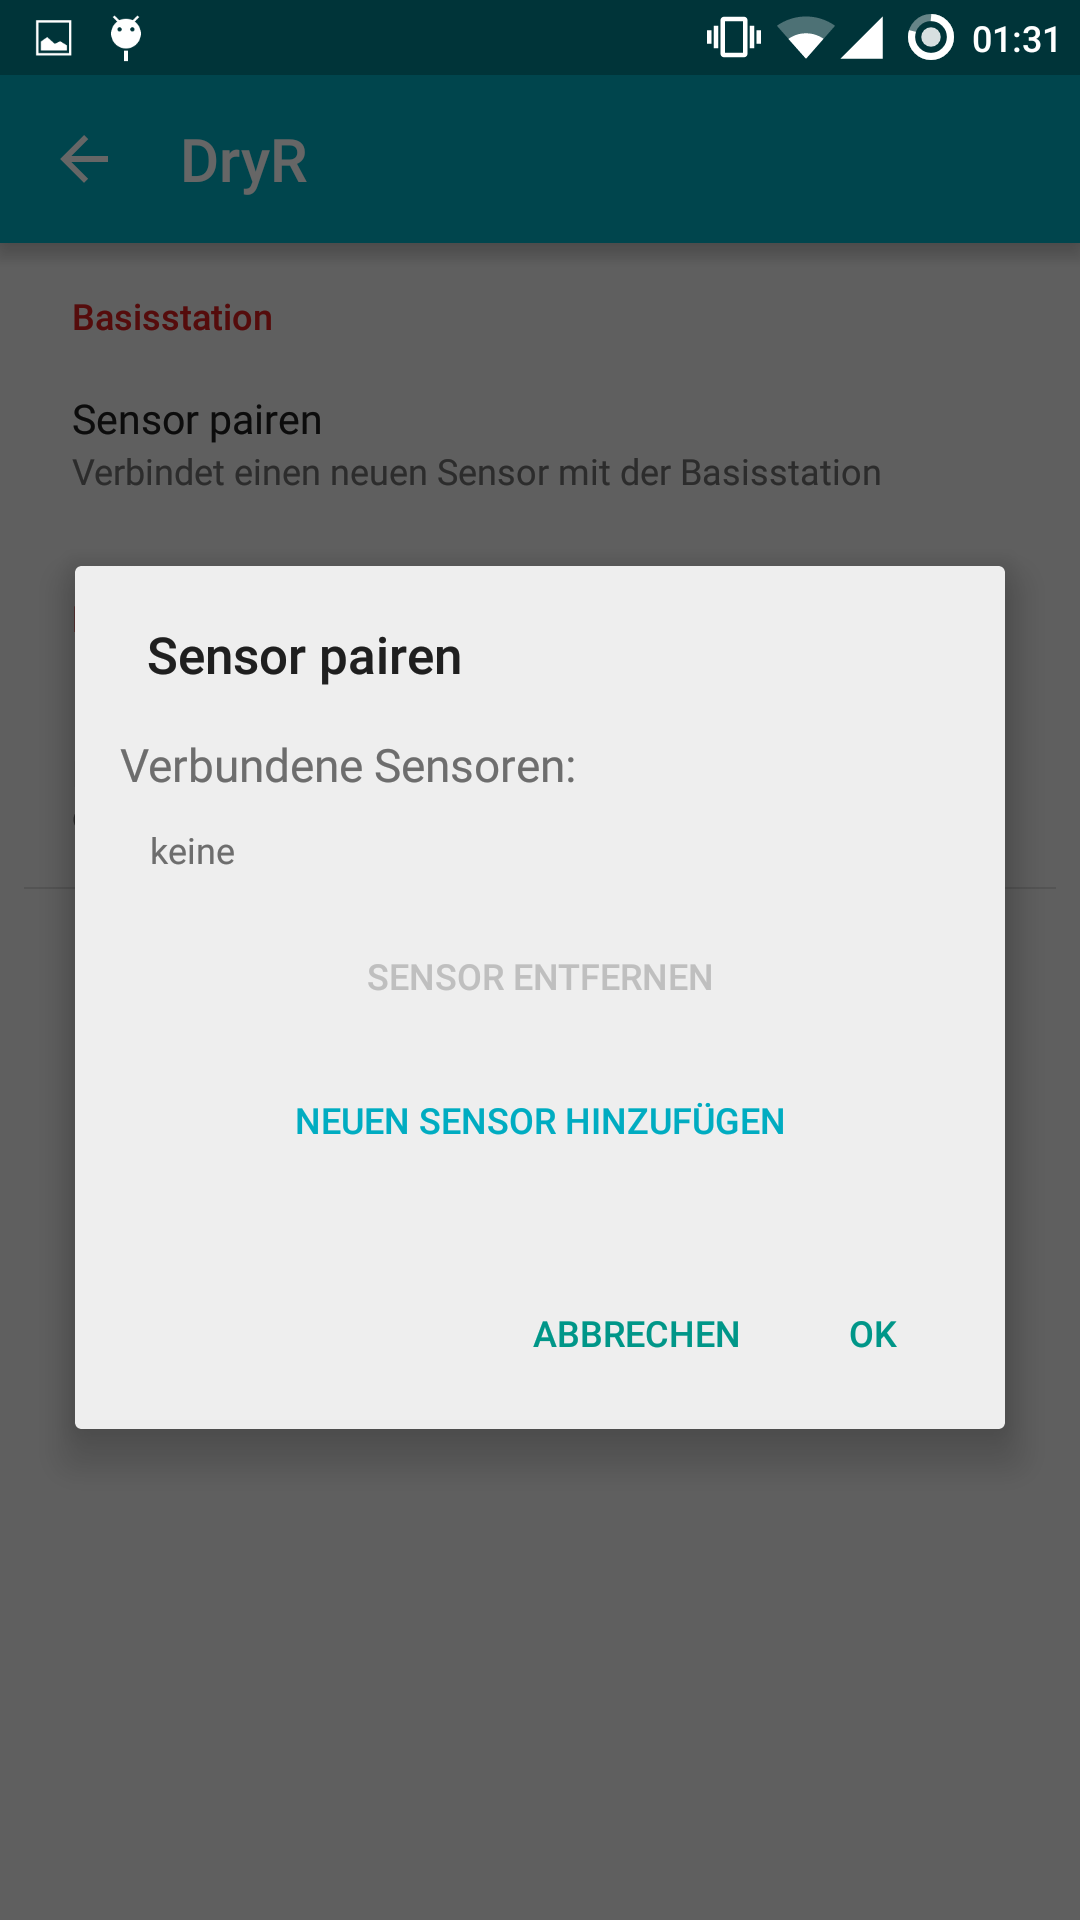 01:31
DryR
Basisstation
Sensor pairen
Verbindet einen neuen Sensor mit der Basisstation
Sensor pairen
Verbundene Sensoren:
keine
SENSOR ENTFERNEN
NEUEN SENSOR HINZUFÜGEN
ABBRECHEN OK